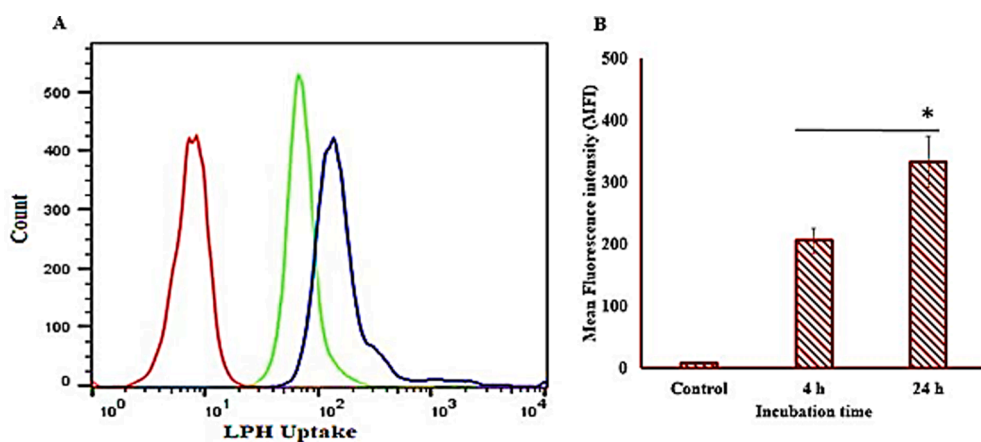 A
500
400
300
200
100
0
Count
10^0
10^1
10^2
10^3
10^4
LPH Uptake
B
500
400
300
200
100
0
Mean Fluorescence intensity (MFI)
*
Control
4 h
24 h
Incubation time